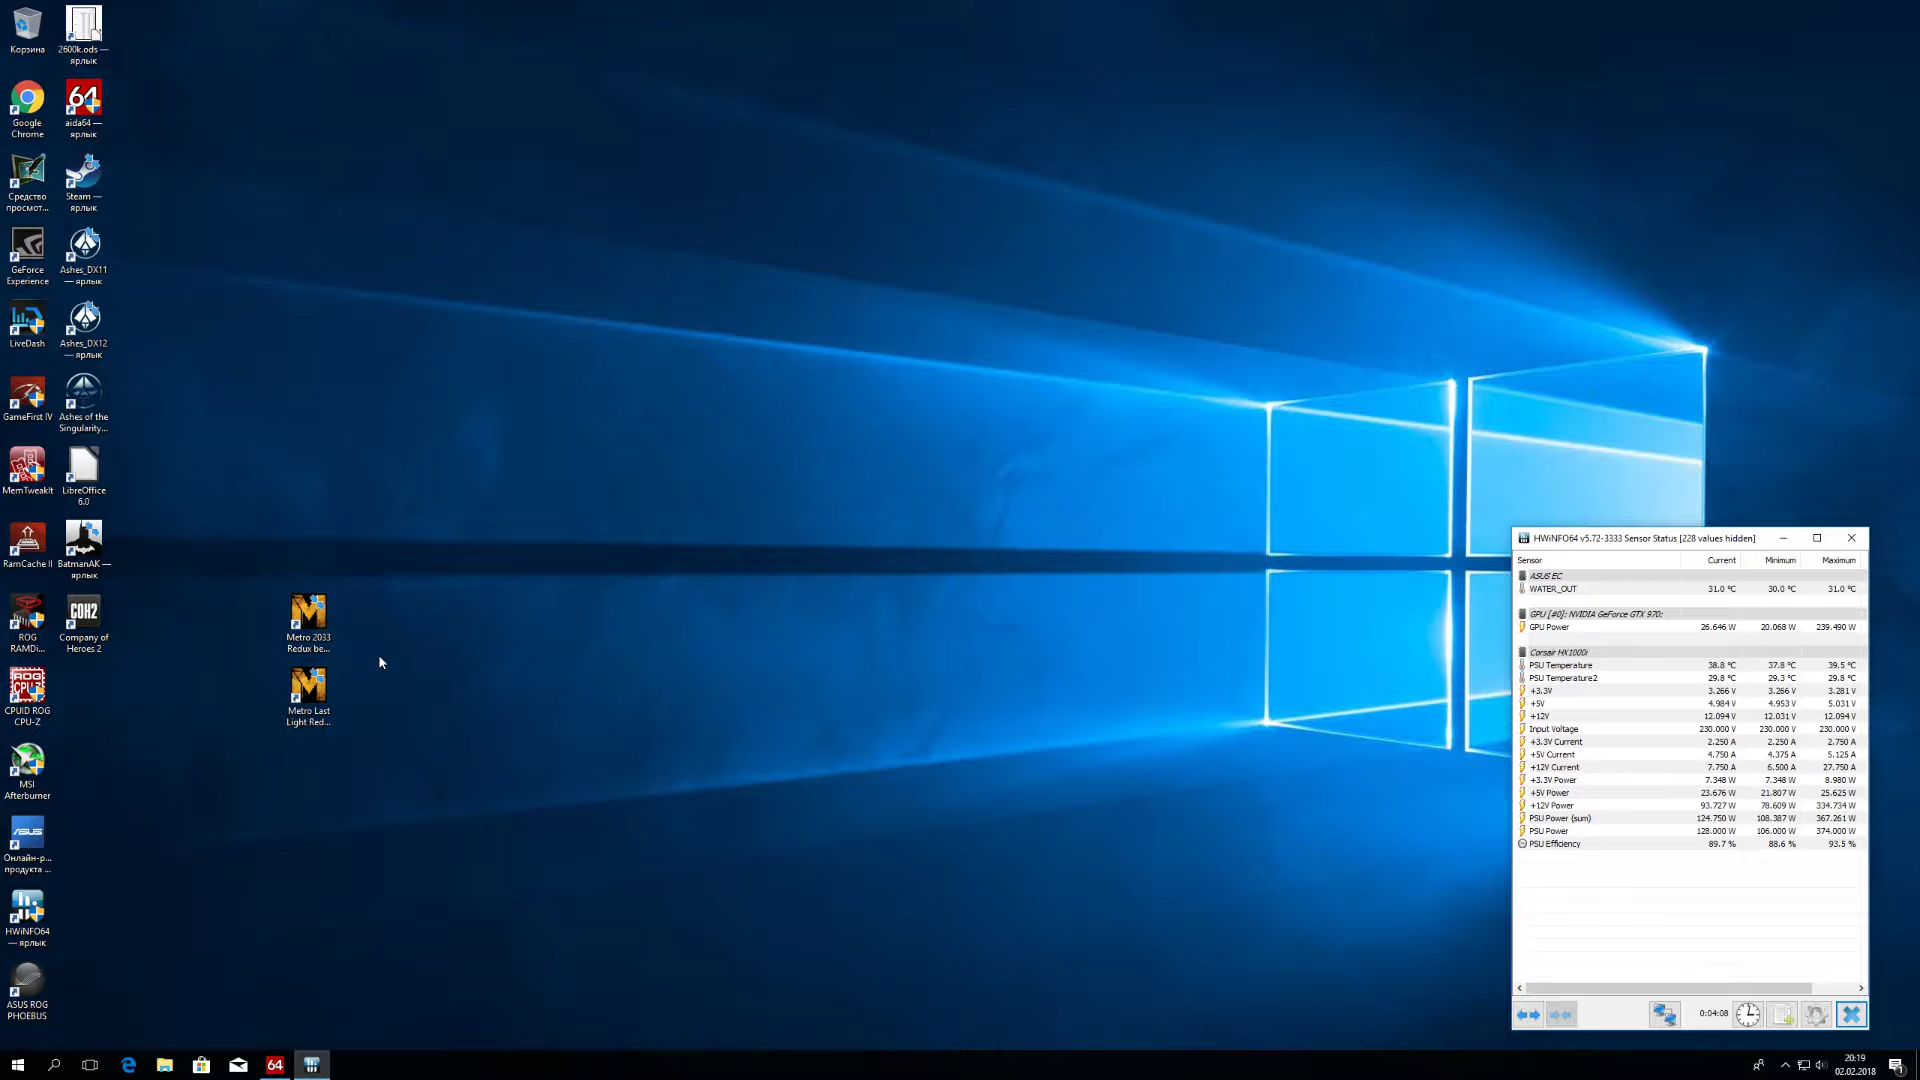 Корзина
2600k.ods —
ярлык
Google
Chrome
64
aida64 —
ярлык
Средство
просмот...
Steam —
ярлык
GeForce
Experience
Ashes_DX11
— ярлык
LiveDash
Ashes_DX12
— ярлык
GameFirst IV
Ashes of the
Singularity...
MemTweakIt
LibreOffice
6.0
RamCache II
BatmanAK —
ярлык
ROG
RAMDi...
COH2
Company of
Heroes 2
ROG
CPU-Z
CPUID ROG
CPU-Z
MSI
Afterburner
ASUS
Онлайн-р...
продукта ...
HWiNFO64
— ярлык
ASUS ROG
PHOEBUS
Metro 2033
Redux be...
Metro Last
Light Red...
HWiNFO64 v5.72-3333 Sensor Status [228 values hidden]
Sensor Current Minimum Maximum
ASUS EC
WATER_OUT 31.0 °C 30.0 °C 31.0 °C
GPU [#0]: NVIDIA GeForce GTX 970:
GPU Power 26.646 W 20.068 W 239.490 W
Corsair HX1000i
PSU Temperature 38.8 °C 37.8 °C 39.5 °C
PSU Temperature2 29.8 °C 29.3 °C 29.8 °C
+3.3V 3.266 V 3.266 V 3.281 V
+5V 4.984 V 4.953 V 5.031 V
+12V 12.094 V 12.031 V 12.094 V
Input Voltage 230.000 V 230.000 V 230.000 V
+3.3V Current 2.250 A 2.250 A 2.750 A
+5V Current 4.750 A 4.375 A 5.125 A
+12V Current 7.750 A 6.500 A 27.750 A
+3.3V Power 7.348 W 7.348 W 8.980 W
+5V Power 23.676 W 21.807 W 25.625 W
+12V Power 93.727 W 78.609 W 334.734 W
PSU Power (sum) 124.750 W 108.387 W 367.261 W
PSU Power 128.000 W 106.000 W 374.000 W
PSU Efficiency 89.7 % 88.6 % 93.5 %
0:04:08
64
20:19
02.02.2018
1